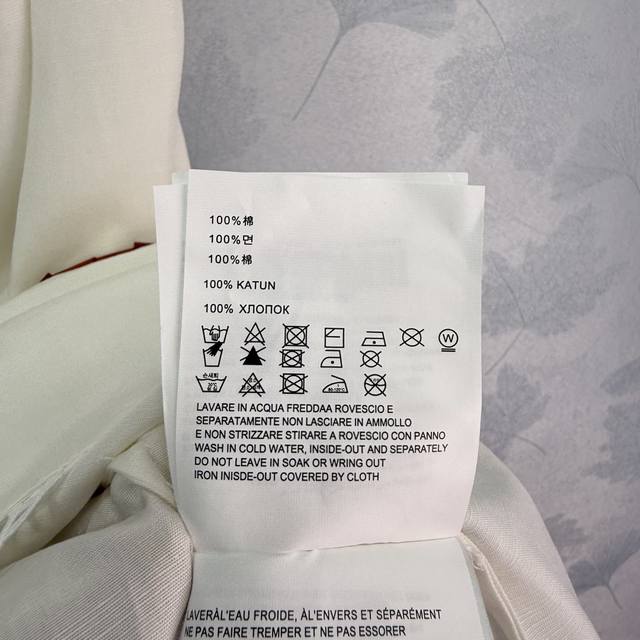 100%棉
100%면
100%棉
100% KATUN
100% ХЛОПОК
W
LAVARE IN ACQUA FREDDAA ROVESCIO E
SEPARATAMENTE NON LASCIARE IN AMMOLLO
E NON STRIZZARE STIRARE A ROVESCIO CON PANNO
WASH IN COLD WATER, INSIDE-OUT AND SEPARATELY
DO NOT LEAVE IN SOAK OR WRING OUT
IRON INISDE-OUT COVERED BY CLOTH
LAVERÀL'EAU FROIDE, ÀL'ENVERS ET SÉPARÉMENT
NE PAS FAIRE TREMPER ET NE PAS ESSORER